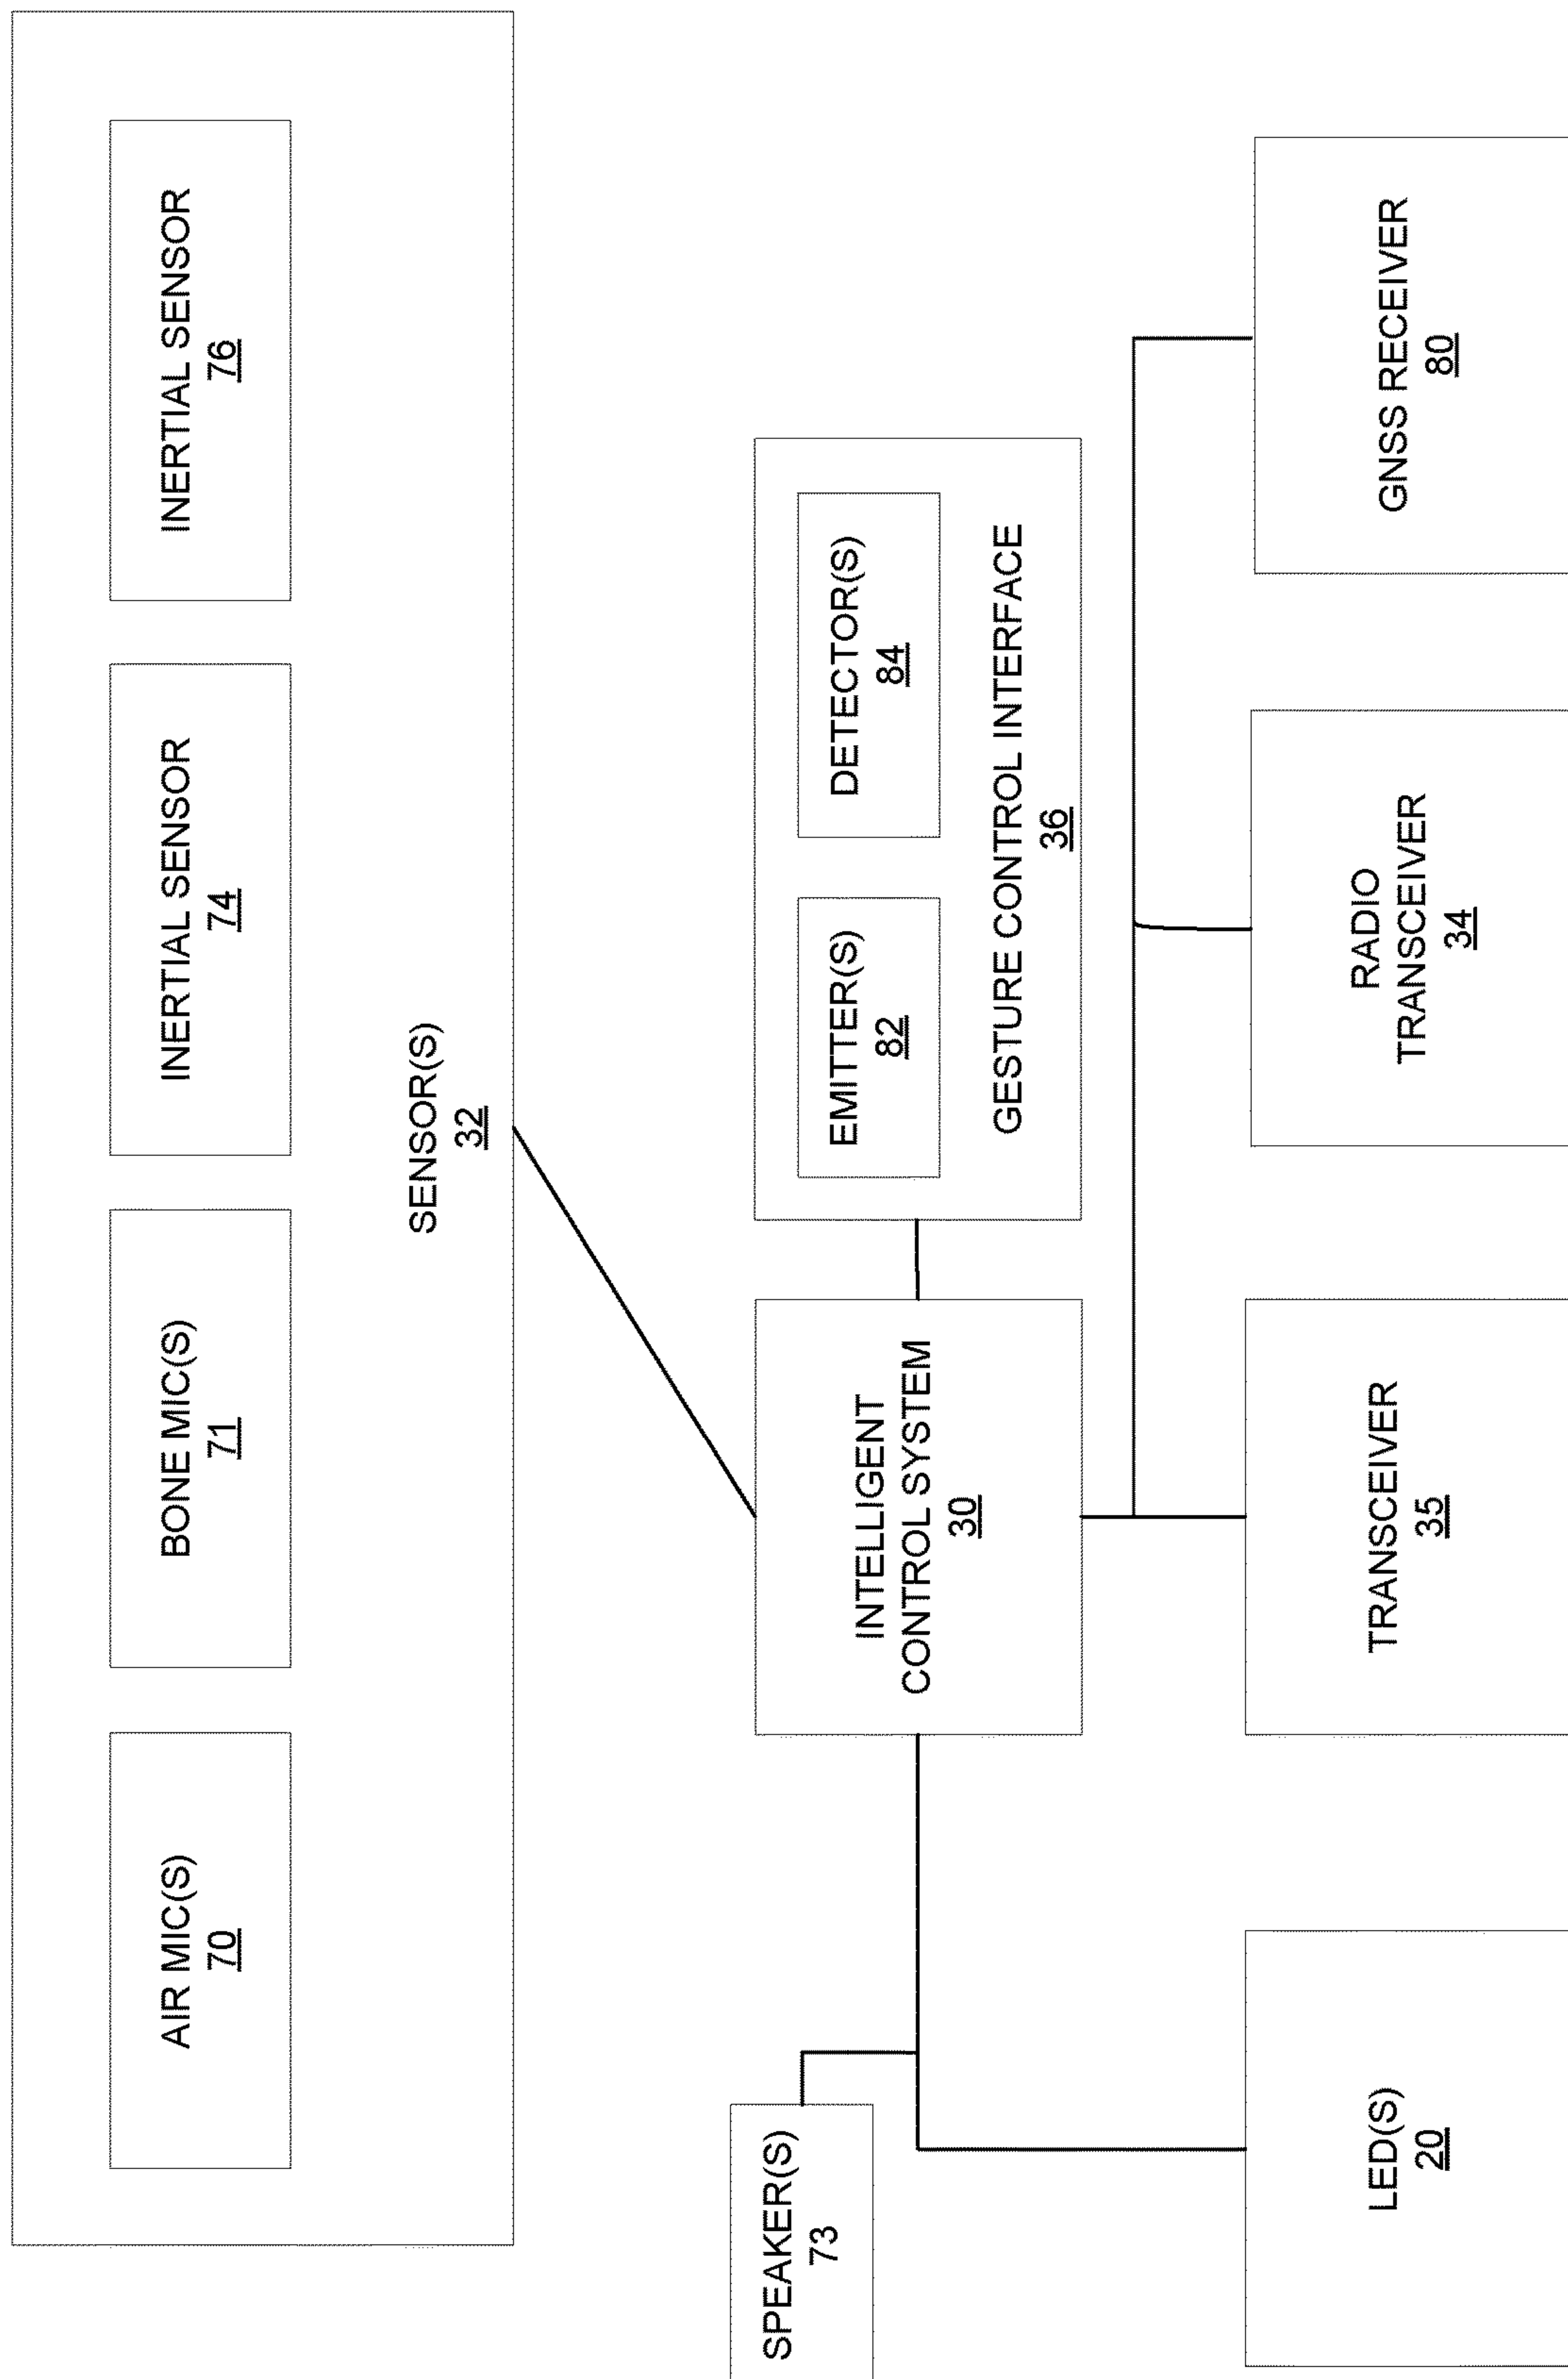 AIR MIC(S)
70
BONE MIC(S)
71
INERTIAL SENSOR
74
INERTIAL SENSOR
76
SENSOR(S)
32
SPEAKER(S)
73
INTELLIGENT
CONTROL SYSTEM
30
EMITTER(S)
82
DETECTOR(S)
84
GESTURE CONTROL INTERFACE
36
LED(S)
20
TRANSCEIVER
35
RADIO
TRANSCEIVER
34
GNSS RECEIVER
80